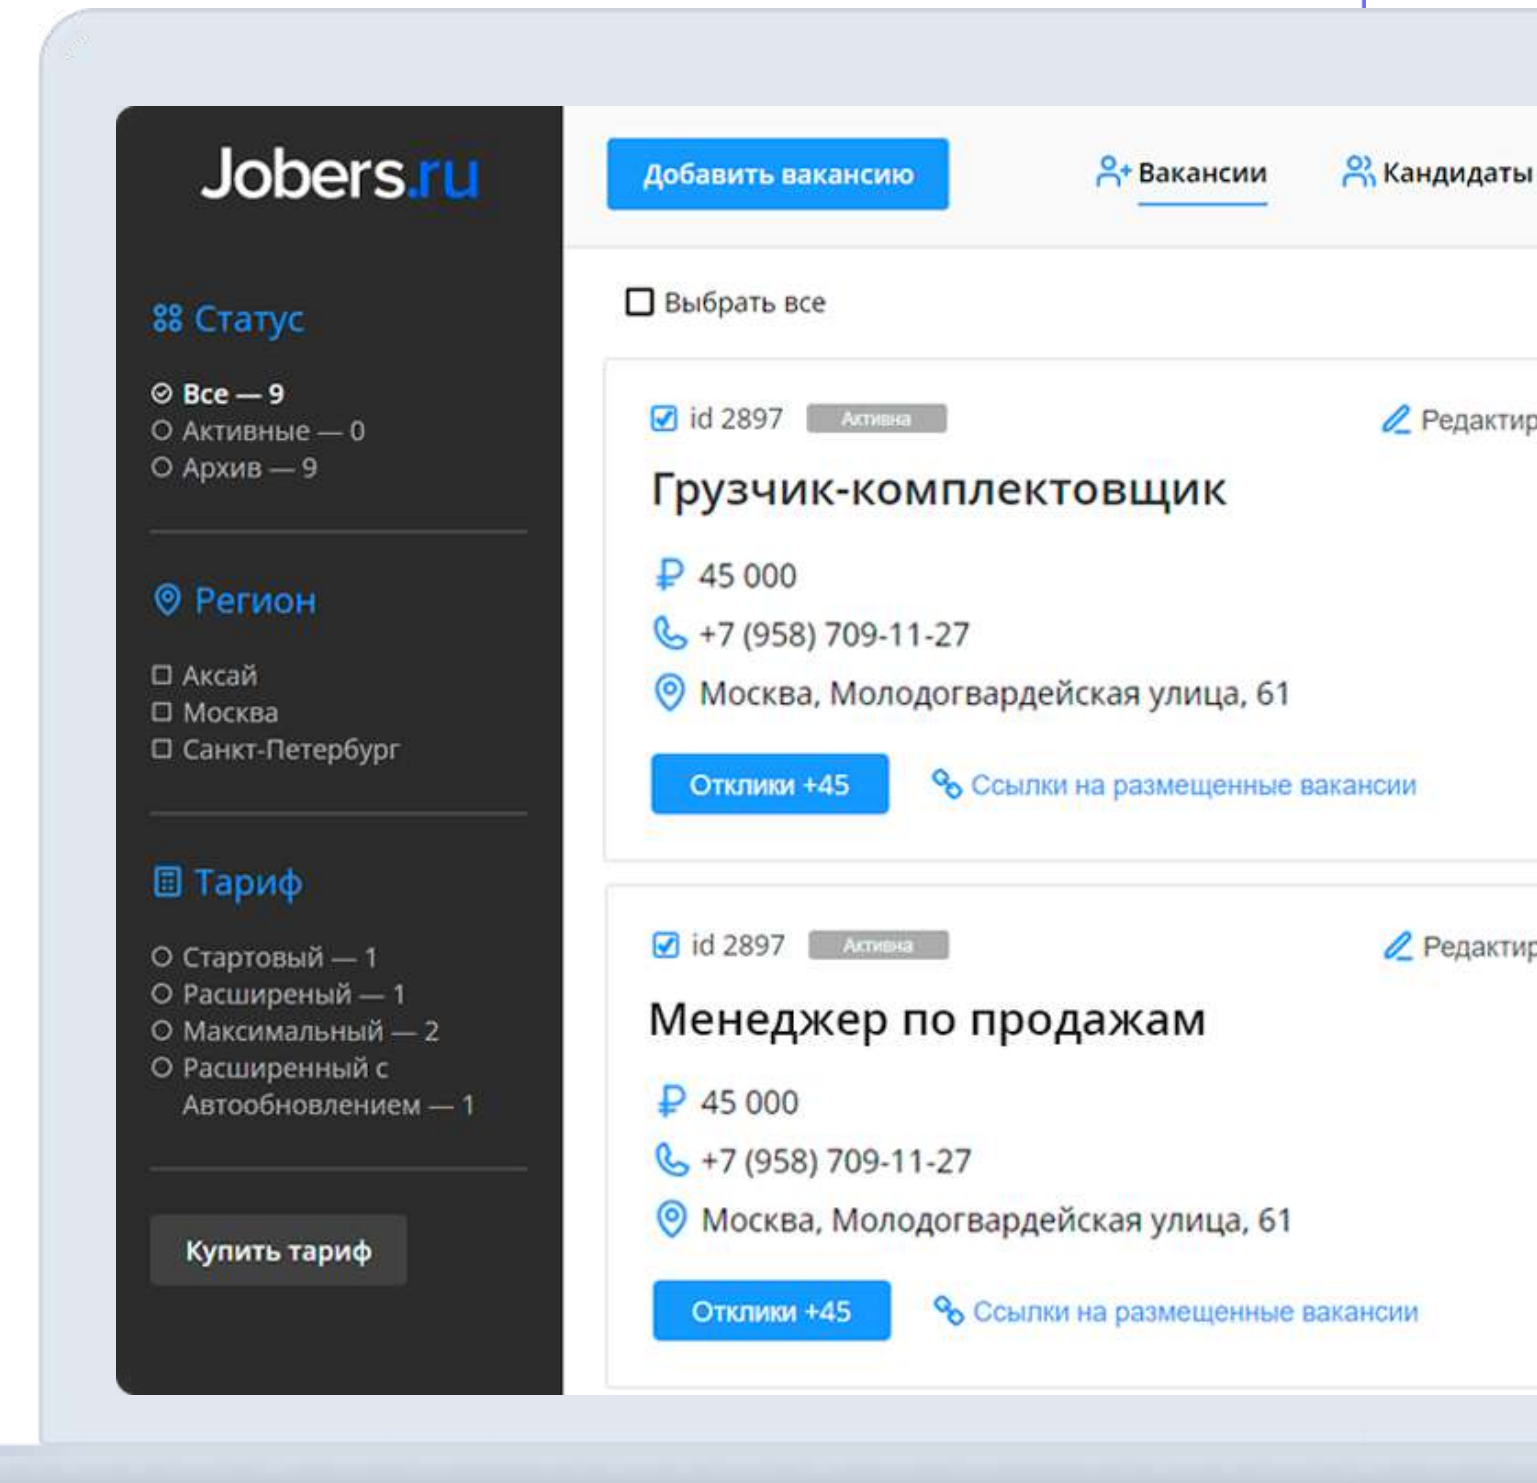 Jobers.ru
Добавить вакансию
Вакансии
Кандидаты
Статус
Все — 9
Активные — 0
Архив — 9
Регион
Аксай
Москва
Санкт-Петербург
Тариф
Стартовый — 1
Расширеный — 1
Максимальный — 2
Расширенный с
Автообновлением — 1
Купить тариф
Выбрать все
id 2897 Активна Редактир
Грузчик-комплектовщик
₽ 45 000
+7 (958) 709-11-27
Москва, Молодогвардейская улица, 61
Отклики +45 Ссылки на размещенные вакансии
id 2897 Активна Редактир
Менеджер по продажам
₽ 45 000
+7 (958) 709-11-27
Москва, Молодогвардейская улица, 61
Отклики +45 Ссылки на размещенные вакансии